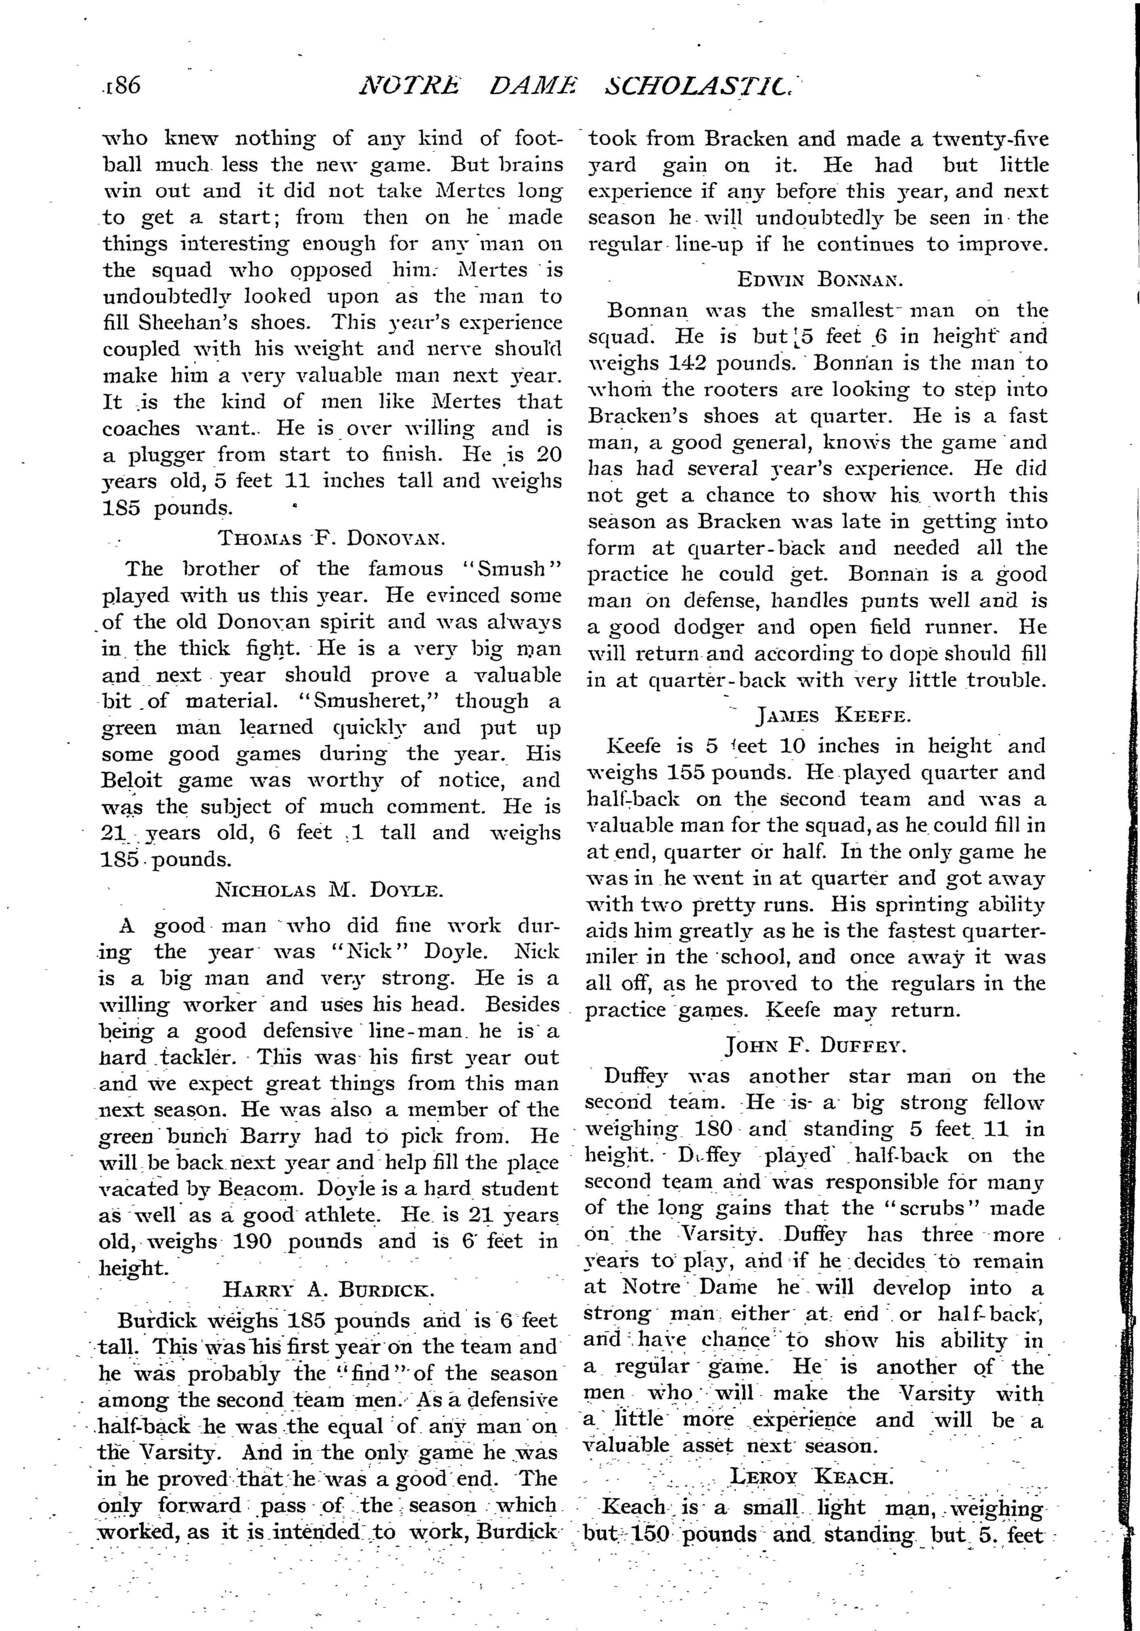 186 NOTRE DAME SCHOLASTIC.
who knew nothing of any kind of foot-
ball much less the new game. But brains
win out and it did not take Mertes long
to get a start; from then on he made
things interesting enough for any man on
the squad who opposed him. Mertes is
undoubtedly looked upon as the man to
fill Sheehan's shoes. This year's experience
coupled with his weight and nerve should
make him a very valuable man next year.
It is the kind of men like Mertes that
coaches want. He is over willing and is
a plugger from start to finish. He is 20
years old, 5 feet 11 inches tall and weighs
185 pounds.
THOMAS F. DONOVAN.
The brother of the famous "Smush"
played with us this year. He evinced some
of the old Donovan spirit and was always
in the thick fight. He is a very big man
and next year should prove a valuable
bit of material. "Smusheret," though a
green man learned quickly and put up
some good games during the year. His
Beloit game was worthy of notice, and
was the subject of much comment. He is
21 years old, 6 feet 1 tall and weighs
185 pounds.
NICHOLAS M. DOYLE.
A good man who did fine work dur-
ing the year was "Nick" Doyle. Nick
is a big man and very strong. He is a
willing worker and uses his head. Besides
being a good defensive line-man he is a
hard tackler. This was his first year out
and we expect great things from this man
next season. He was also a member of the
green bunch Barry had to pick from. He
will be back next year and help fill the place
vacated by Beacom. Doyle is a hard student
as well as a good athlete. He is 21 years
old, weighs 190 pounds and is 6 feet in
height.
HARRY A. BURDICK.
Burdick weighs 185 pounds and is 6 feet
tall. This was his first year on the team and
he was probably the "find" of the season
among the second team men. As a defensive
half-back he was the equal of any man on
the Varsity. And in the only game he was
in he proved that he was a good end. The
only forward pass of the season which
worked, as it is intended to work, Burdick
took from Bracken and made a twenty-five
yard gain on it. He had but little
experience if any before this year, and next
season he will undoubtedly be seen in the
regular line-up if he continues to improve.
EDWIN BONNAN.
Bonnan was the smallest man on the
squad. He is but 5 feet 6 in height and
weighs 142 pounds. Bonnan is the man to
whom the rooters are looking to step into
Bracken's shoes at quarter. He is a fast
man, a good general, knows the game and
has had several year's experience. He did
not get a chance to show his worth this
season as Bracken was late in getting into
form at quarter-back and needed all the
practice he could get. Bonnan is a good
man on defense, handles punts well and is
a good dodger and open field runner. He
will return and according to dope should fill
in at quarter-back with very little trouble.
JAMES KEEFE.
Keefe is 5 feet 10 inches in height and
weighs 155 pounds. He played quarter and
half-back on the second team and was a
valuable man for the squad, as he could fill in
at end, quarter or half. In the only game he
was in he went in at quarter and got away
with two pretty runs. His sprinting ability
aids him greatly as he is the fastest quarter-
miler in the school, and once away it was
all off, as he proved to the regulars in the
practice games. Keefe may return.
JOHN F. DUFFEY.
Duffey was another star man on the
second team. He is a big strong fellow
weighing 180 and standing 5 feet 11 in
height. Duffey played half-back on the
second team and was responsible for many
of the long gains that the "scrubs" made
on the Varsity. Duffey has three more
years to play, and if he decides to remain
at Notre Dame he will develop into a
strong man either at end or half-back,
and have chance to show his ability in
a regular game. He is another of the
men who will make the Varsity with
a little more experience and will be a
valuable asset next season.
LEROY KEACH.
Keach is a small light man, weighing
but 150 pounds and standing but 5 feet